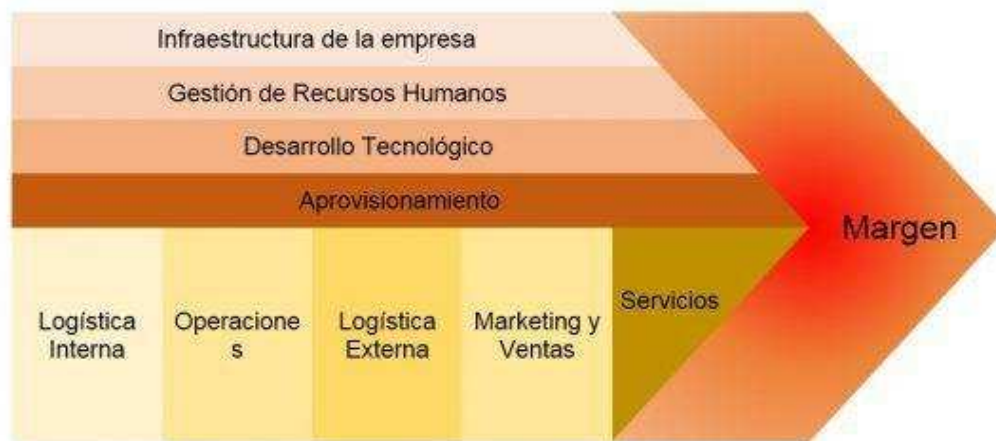 Infraestructura de la empresa
Gestión de Recursos Humanos
Desarrollo Tecnológico
Aprovisionamiento
Margen
Logística
Interna
Operacione
s
Logística
Externa
Marketing y
Ventas
Servicios